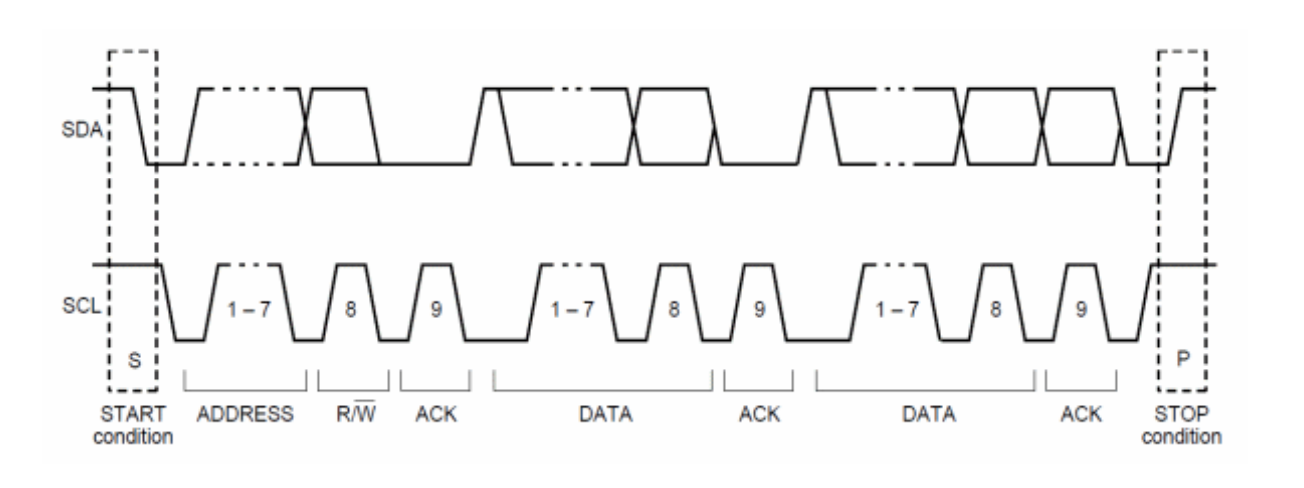 SDA
SCL
1 – 7
8
9
1 – 7
8
9
1 – 7
8
9
S
P
START condition
ADDRESS
R/W̅
ACK
DATA
ACK
DATA
ACK
STOP condition